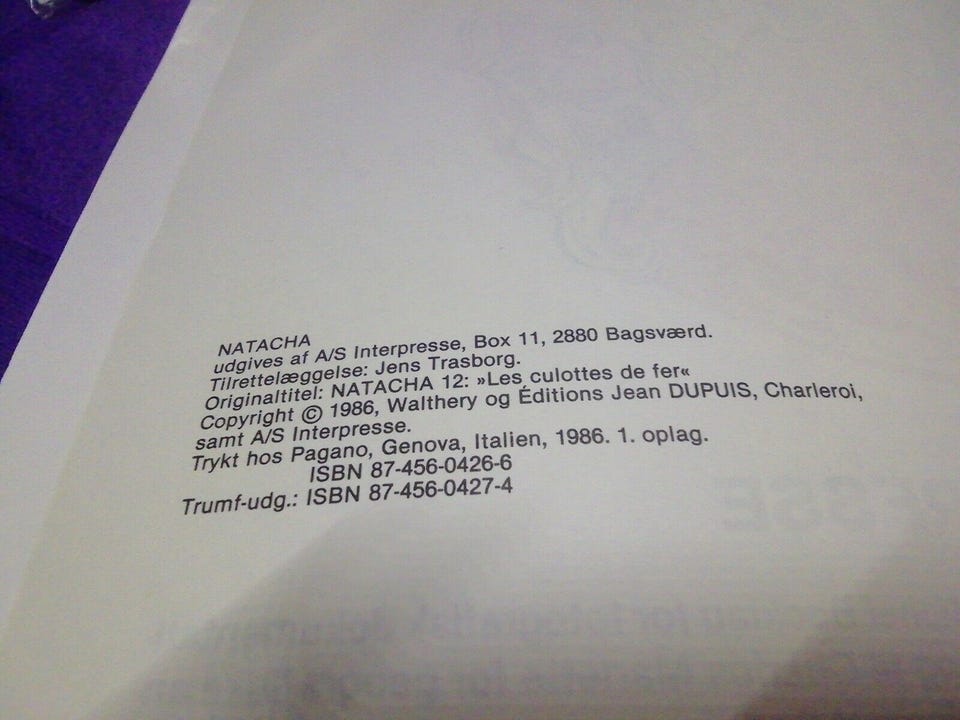 NATACHA
udgives af A/S Interpresse, Box 11, 2880 Bagsværd.
Tilrettelæggelse: Jens Trasborg.
Originaltitel: NATACHA 12: »Les culottes de fer«
Copyright © 1986, Walthery og Éditions Jean DUPUIS, Charleroi,
samt A/S Interpresse.
Trykt hos Pagano, Genova, Italien, 1986. 1. oplag.
ISBN 87-456-0426-6
Trumf-udg.: ISBN 87-456-0427-4